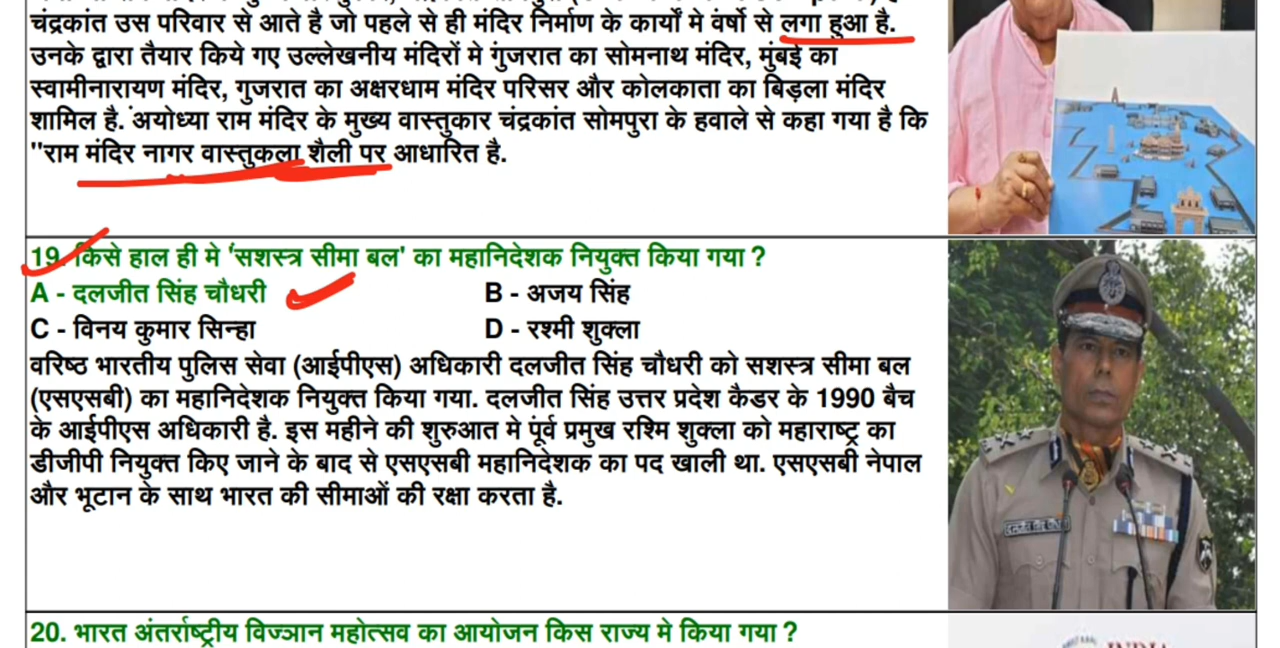 चंद्रकांत उस परिवार से आते है जो पहले से ही मंदिर निर्माण के कार्यो मे वर्षो से लगा हुआ है.
उनके द्वारा तैयार किये गए उल्लेखनीय मंदिरों मे गुंजरात का सोमनाथ मंदिर, मुंबई का
स्वामीनारायण मंदिर, गुजरात का अक्षरधाम मंदिर परिसर और कोलकाता का बिड़ला मंदिर
शामिल है. अयोध्या राम मंदिर के मुख्य वास्तुकार चंद्रकांत सोमपुरा के हवाले से कहा गया है कि
"राम मंदिर नागर वास्तुकला शैली पर आधारित है.
19. किसे हाल ही मे 'सशस्त्र सीमा बल' का महानिदेशक नियुक्त किया गया ?
A - दलजीत सिंह चौधरी B - अजय सिंह
C - विनय कुमार सिन्हा D - रश्मी शुक्ला
वरिष्ठ भारतीय पुलिस सेवा (आईपीएस) अधिकारी दलजीत सिंह चौधरी को सशस्त्र सीमा बल
(एसएसबी) का महानिदेशक नियुक्त किया गया. दलजीत सिंह उत्तर प्रदेश कैडर के 1990 बैच
के आईपीएस अधिकारी है. इस महीने की शुरुआत मे पूंर्व प्रमुख रश्मि शुक्ला को महाराष्ट्र का
डीजीपी नियुक्त किए जाने के बाद से एसएसबी महानिदेशक का पद खाली था. एसएसबी नेपाल
और भूटान के साथ भारत की सीमाओं की रक्षा करता है.
20. भारत अंतर्राष्ट्रीय विज्ञान महोत्सव का आयोजन किस राज्य मे किया गया ?